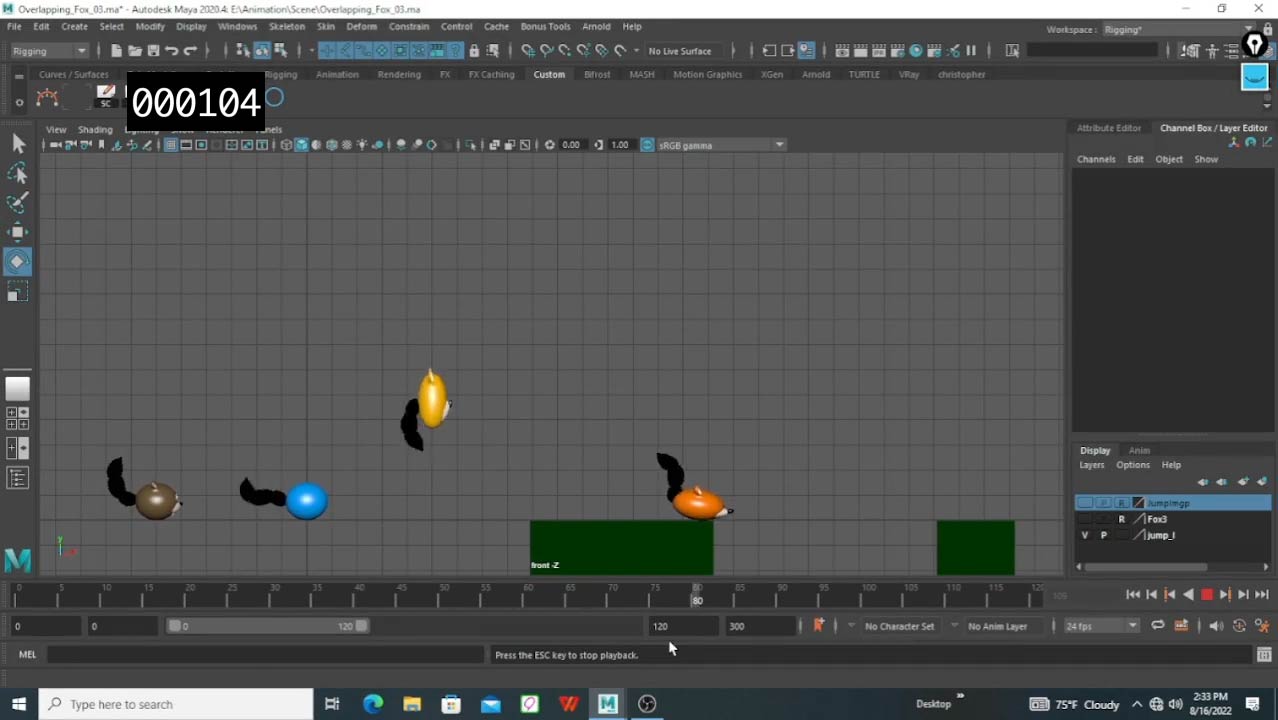 Overlapping_Fox_03.ma* - Autodesk Maya 2020.4: E:\Animation\Scene\Overlapping_Fox_03.ma
File Edit Create Select Modify Display Windows Skeleton Skin Deform Constrain Control Cache Bonus Tools Arnold Help
Workspace: Rigging*
Rigging
No Live Surface
Curves / Surfaces
Rigging Animation Rendering FX FX Caching Custom Bifrost MASH Motion Graphics XGen Arnold TURTLE VRay christopher
SC
000104
View Shading Lighting Show Renderer Panels
0.00 1.00 sRGB gamma
Attribute Editor Channel Box / Layer Editor
Channels Edit Object Show
Display Anim
Layers Options Help
P R JumpImgp
R Fox3
V P jump_l
y
front -Z
0 5 10 15 20 25 30 35 40 45 50 55 60 65 70 75 80 85 90 95 100 105 110 115 120
80
109
0 0 0 120 120 300 No Character Set No Anim Layer 24 fps
MEL
Press the ESC key to stop playback.
Type here to search
Desktop
75°F Cloudy
2:33 PM
8/16/2022